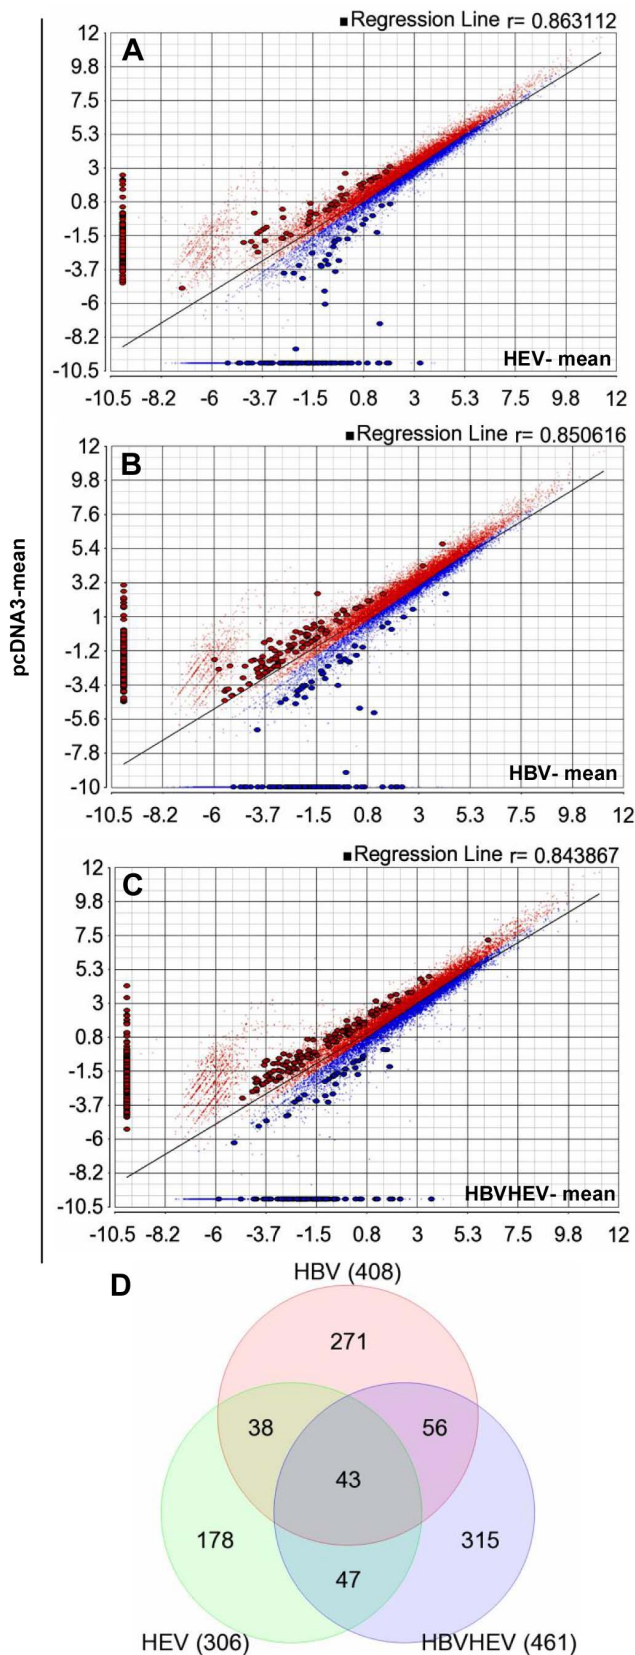 ■Regression Line r= 0.863112
A
12
9.8
7.5
5.3
3
0.8
-1.5
-3.7
-6
-8.2
-10.5
HEV- mean
-10.5 -8.2 -6 -3.7 -1.5 0.8 3 5.3 7.5 9.8 12
■Regression Line r= 0.850616
B
12
9.8
7.6
5.4
3.2
1
-1.2
-3.4
-5.6
-7.8
-10
HBV- mean
-10.5 -8.2 -6 -3.7 -1.5 0.8 3 5.3 7.5 9.8 12
pcDNA3-mean
■Regression Line r= 0.843867
C
12
9.8
7.5
5.3
3
0.8
-1.5
-3.7
-6
-8.2
-10.5
HBVHEV- mean
-10.5 -8.2 -6 -3.7 -1.5 0.8 3 5.3 7.5 9.8 12
D
HBV (408)
271
38
56
43
178
315
47
HEV (306)
HBVHEV (461)